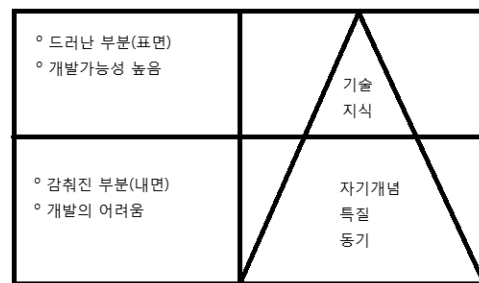 ° 드러난 부분(표면)
° 개발가능성 높음
기술
지식
° 감춰진 부분(내면)
° 개발의 어려움
자기개념
특질
동기